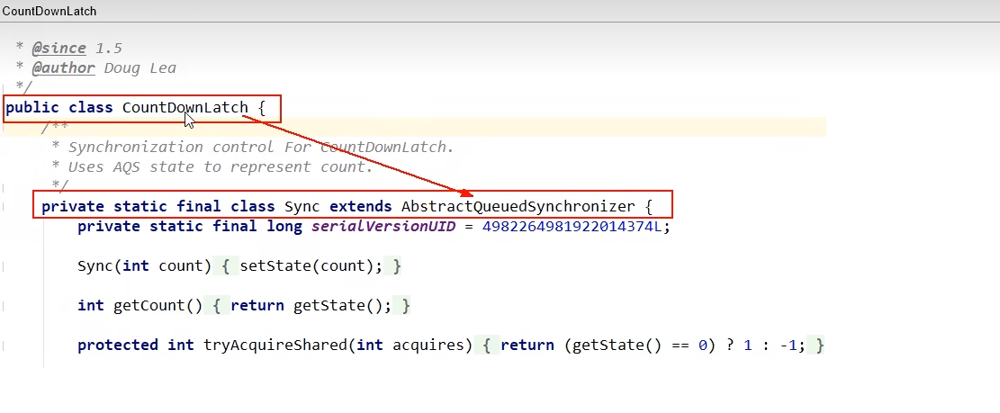 CountDownLatch
* @since 1.5
* @author Doug Lea
*/
public class CountDownLatch {
/**
* Synchronization control For CountDownLatch.
* Uses AQS state to represent count.
*/
private static final class Sync extends AbstractQueuedSynchronizer {
private static final long serialVersionUID = 4982264981922014374L;
Sync(int count) { setState(count); }
int getCount() { return getState(); }
protected int tryAcquireShared(int acquires) { return (getState() == 0) ? 1 : -1; }